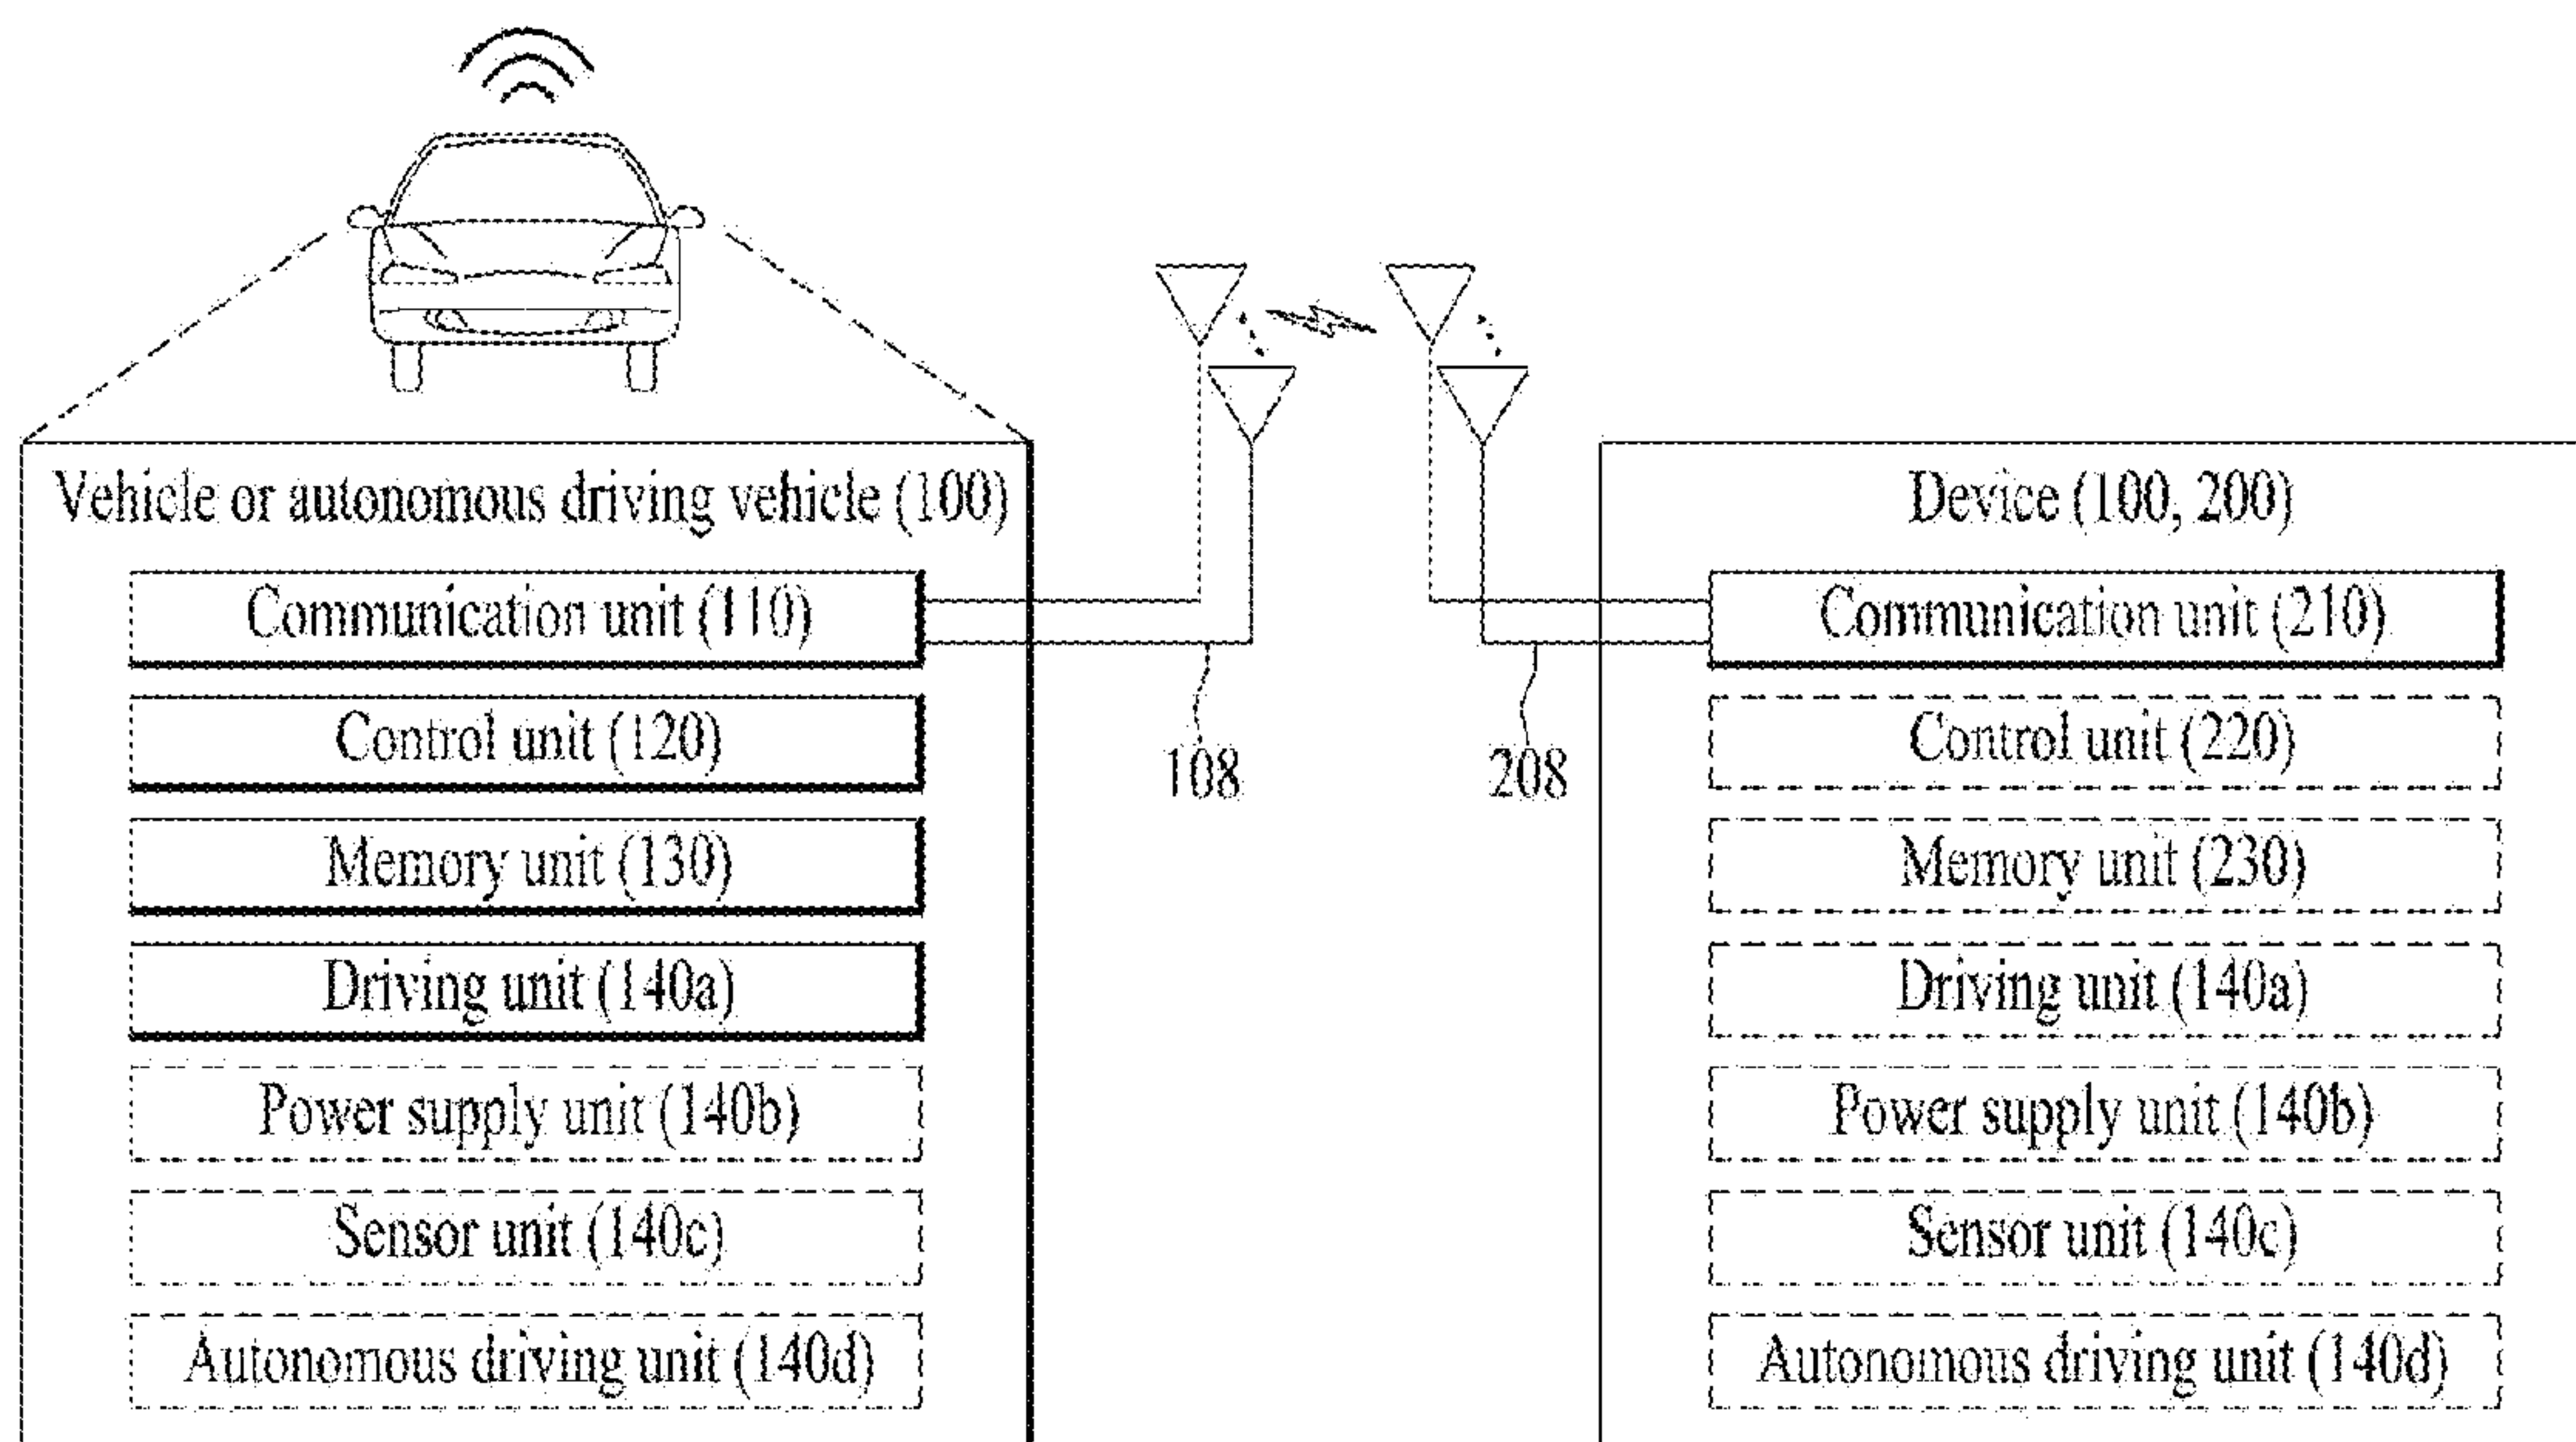 Vehicle or autonomous driving vehicle (100)
Communication unit (110)
Control unit (120)
Memory unit (130)
Driving unit (140a)
Power supply unit (140b)
Sensor unit (140c)
Autonomous driving unit (140d)
108
208
Device (100, 200)
Communication unit (210)
Control unit (220)
Memory unit (230)
Driving unit (140a)
Power supply unit (140b)
Sensor unit (140c)
Autonomous driving unit (140d)